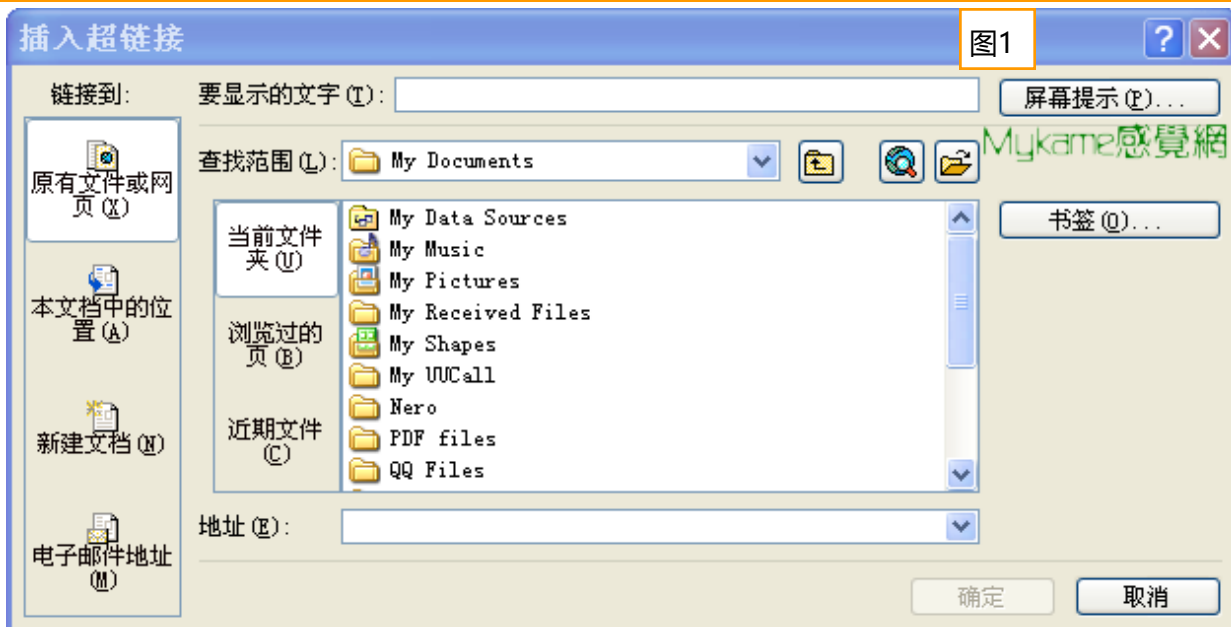 插入超链接
图1
链接到:
要显示的文字(T):
屏幕提示(P)...
Mykame感覺網
原有文件或网
页(X)
查找范围(L):
My Documents
书签(O)...
当前文件
夹(U)
My Data Sources
My Music
My Pictures
My Received Files
My Shapes
My UUCall
Nero
PDF files
QQ Files
本文档中的位
置(A)
浏览过的
页(B)
新建文档(N)
近期文件
(C)
电子邮件地址
(M)
地址(E):
确定
取消